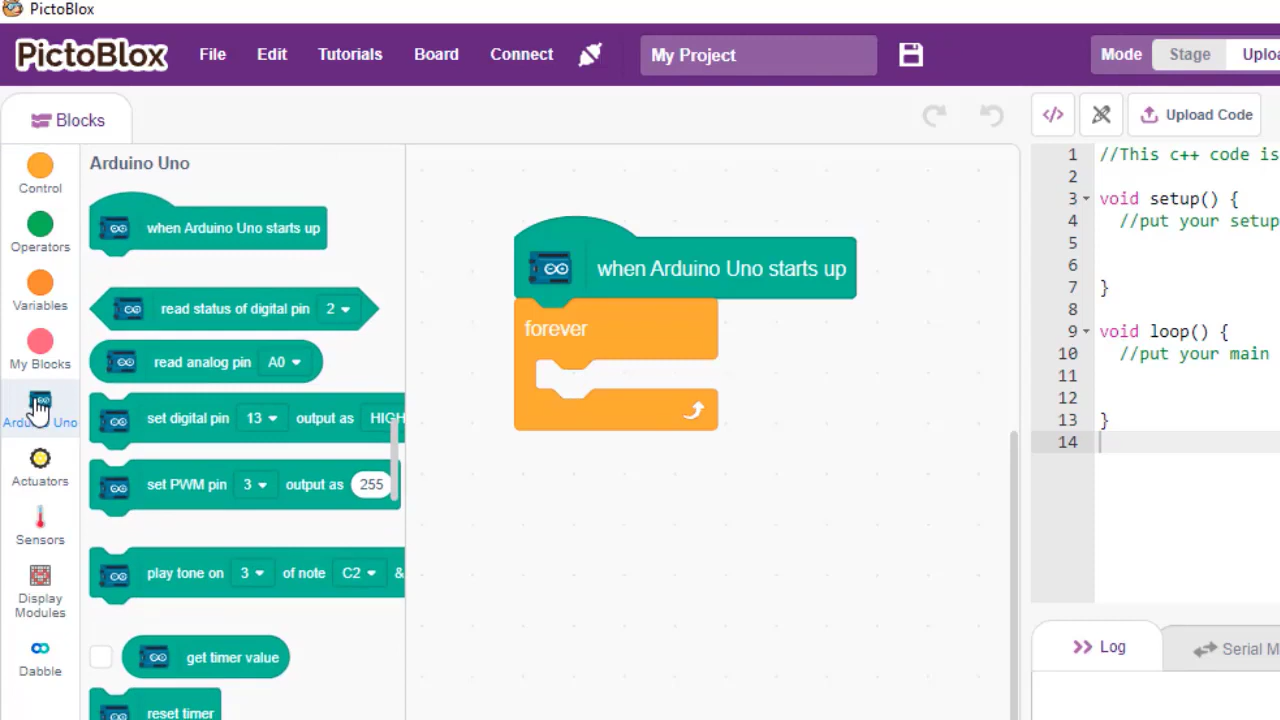 PictoBlox
PictoBlox File Edit Tutorials Board Connect My Project Mode Stage Uplo
Blocks
Upload Code
Control
Operators
Variables
My Blocks
Arduino Uno
Actuators
Sensors
Display
Modules
Dabble
Arduino Uno
when Arduino Uno starts up
read status of digital pin 2
read analog pin A0
set digital pin 13 output as HIGH
set PWM pin 3 output as 255
play tone on 3 of note C2 &
get timer value
reset timer
when Arduino Uno starts up
forever
1 //This c++ code is
2
3 void setup() {
4 //put your setup
5
6
7 }
8
9 void loop() {
10 //put your main
11
12
13 }
14
Log Serial M